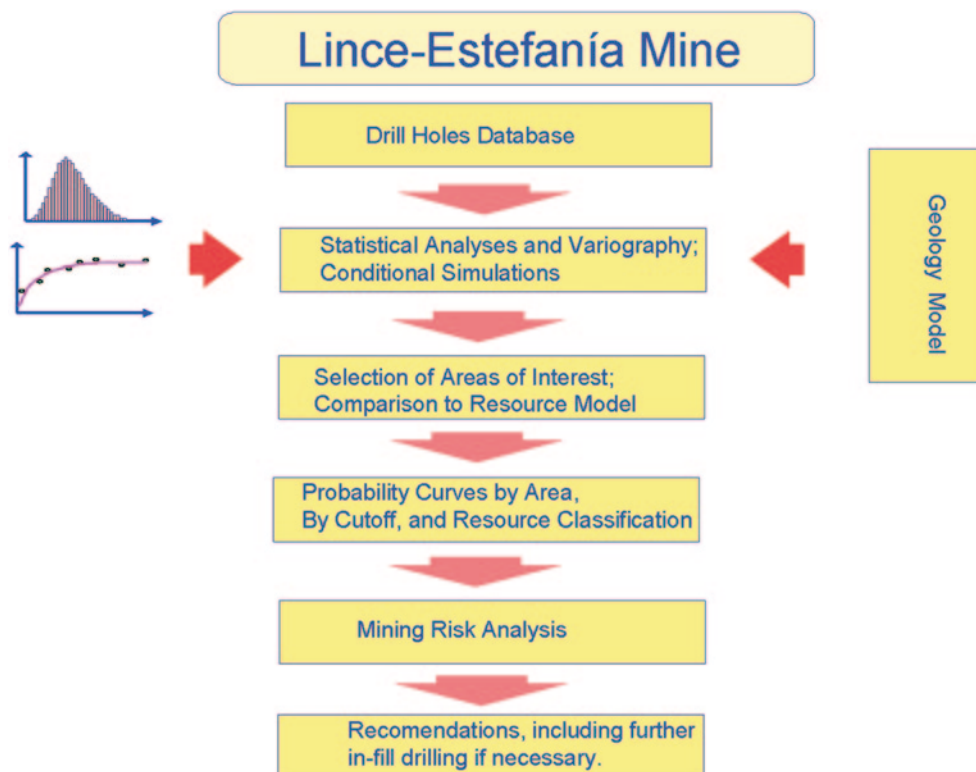 Lince-Estefanía Mine
Drill Holes Database
Statistical Analyses and Variography;
Conditional Simulations
Geology Model
Selection of Areas of Interest;
Comparison to Resource Model
Probability Curves by Area,
By Cutoff, and Resource Classification
Mining Risk Analysis
Recomendations, including further
in-fill drilling if necessary.